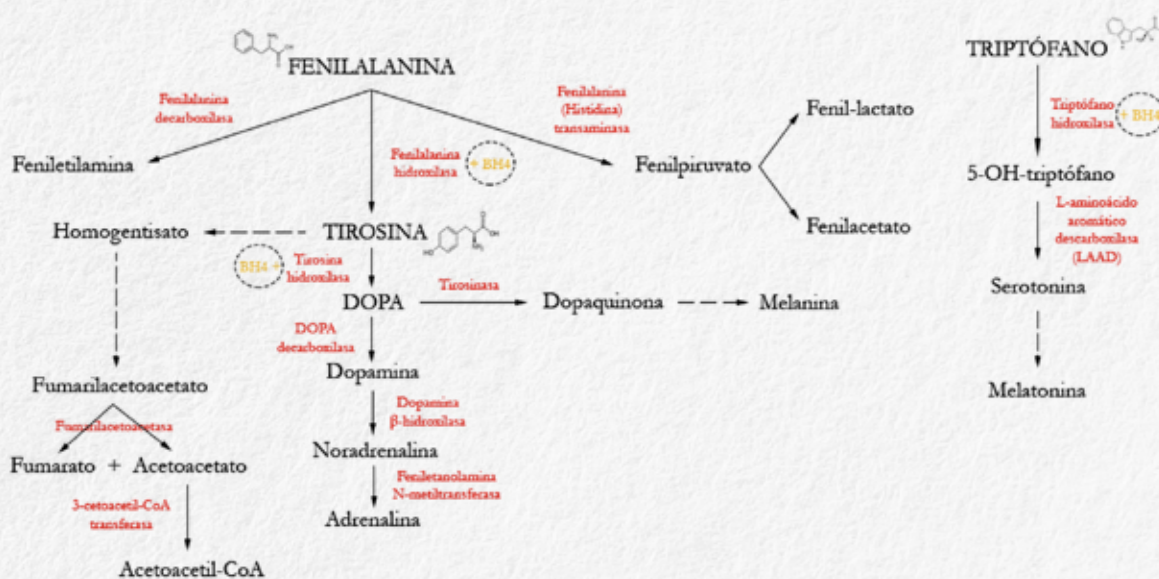 FENILALANINA
TRIPTÓFANO
Fenilalanina
decarboxilasa
Fenilalanina
(Histidina)
transaminasa
Fenil-lactato
Triptófano
hidroxilasa
+ BH4
Feniletilamina
Fenilalanina
hidroxilasa
+ BH4
Fenilpiruvato
5-OH-triptófano
Fenilacetato
L-aminoácido
aromático
descarboxilasa
(LAAD)
Homogentisato
TIROSINA
BH4 +
Tirosina
hidroxilasa
Serotonina
DOPA
Tirosinasa
Dopaquinona
Melanina
DOPA
decarboxilasa
Dopamina
Melatonina
Fumarilacetoacetato
Dopamina
β-hidroxilasa
Fumarilacetoacetasa
Noradrenalina
Fumarato + Acetoacetato
Feniletanolamina
N-metiltransferasa
3-cetoacetil-CoA
transferasa
Adrenalina
Acetoacetil-CoA